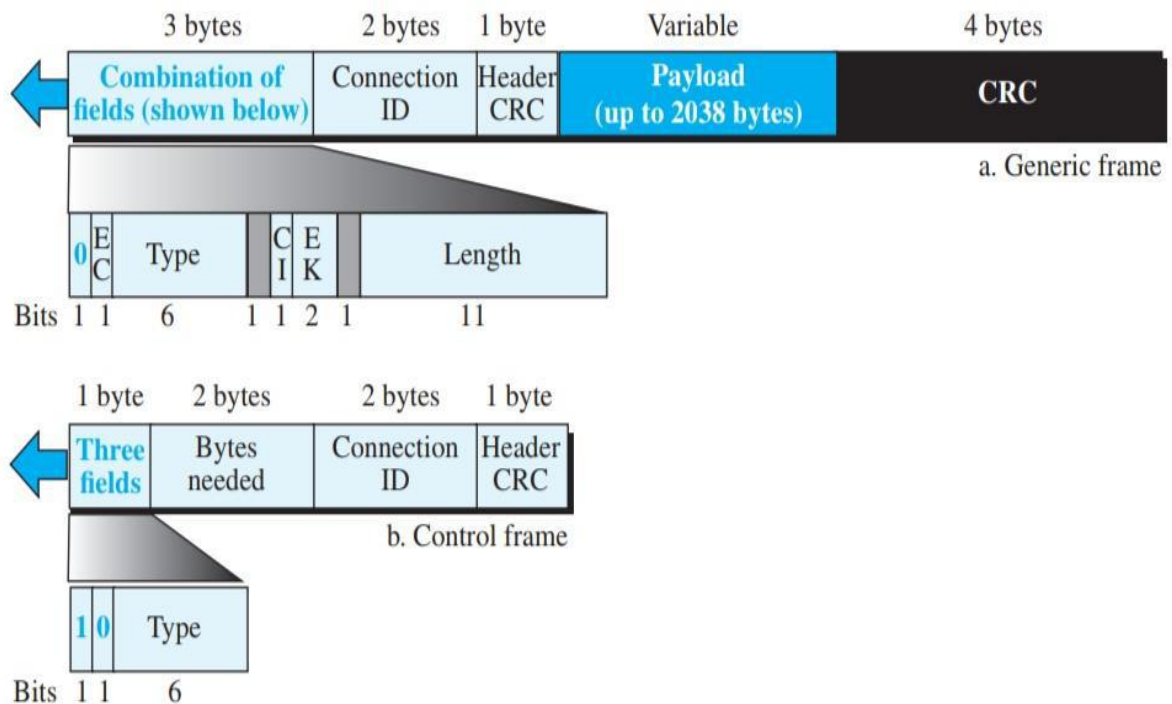 3 bytes 2 bytes 1 byte Variable 4 bytes
Combination of fields (shown below) Connection ID Header CRC Payload (up to 2038 bytes) CRC
a. Generic frame
0 EC Type CI EK Length
Bits 1 1 6 1 1 2 1 11
1 byte 2 bytes 2 bytes 1 byte
Three fields Bytes needed Connection ID Header CRC
b. Control frame
1 0 Type
Bits 1 1 6